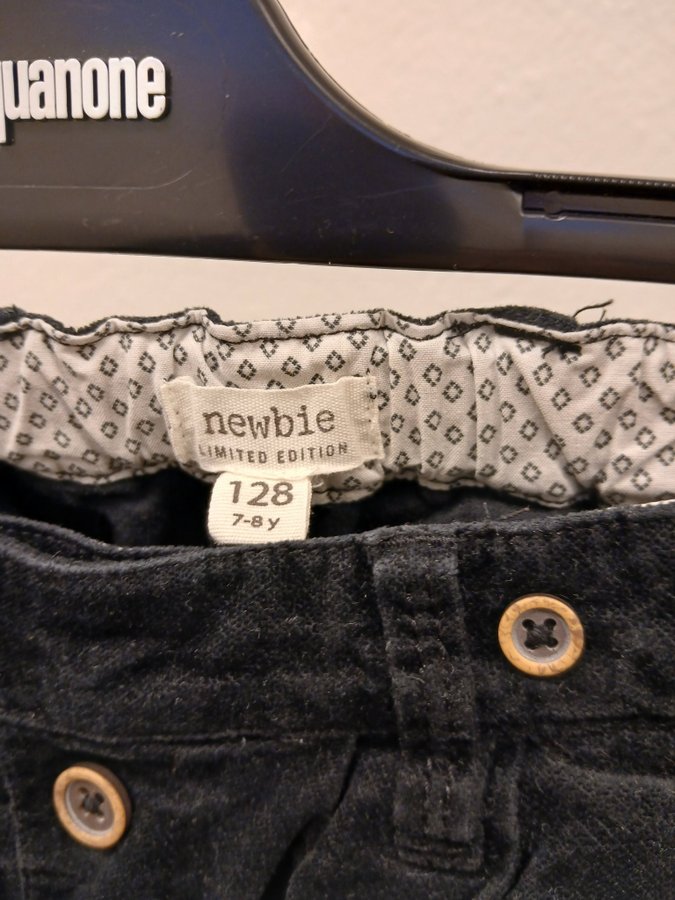 quanone
newbie
LIMITED EDITION
128
7-8 y